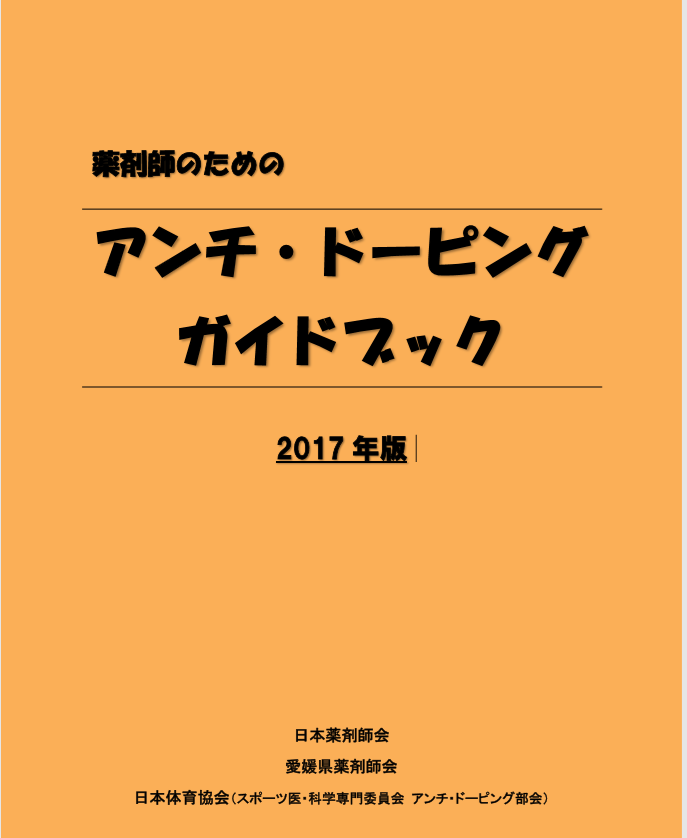 薬剤師のための
アンチ・ドーピング
ガイドブック
2017 年版
日本薬剤師会
愛媛県薬剤師会
日本体育協会（スポーツ医・科学専門委員会 アンチ・ドーピング部会）